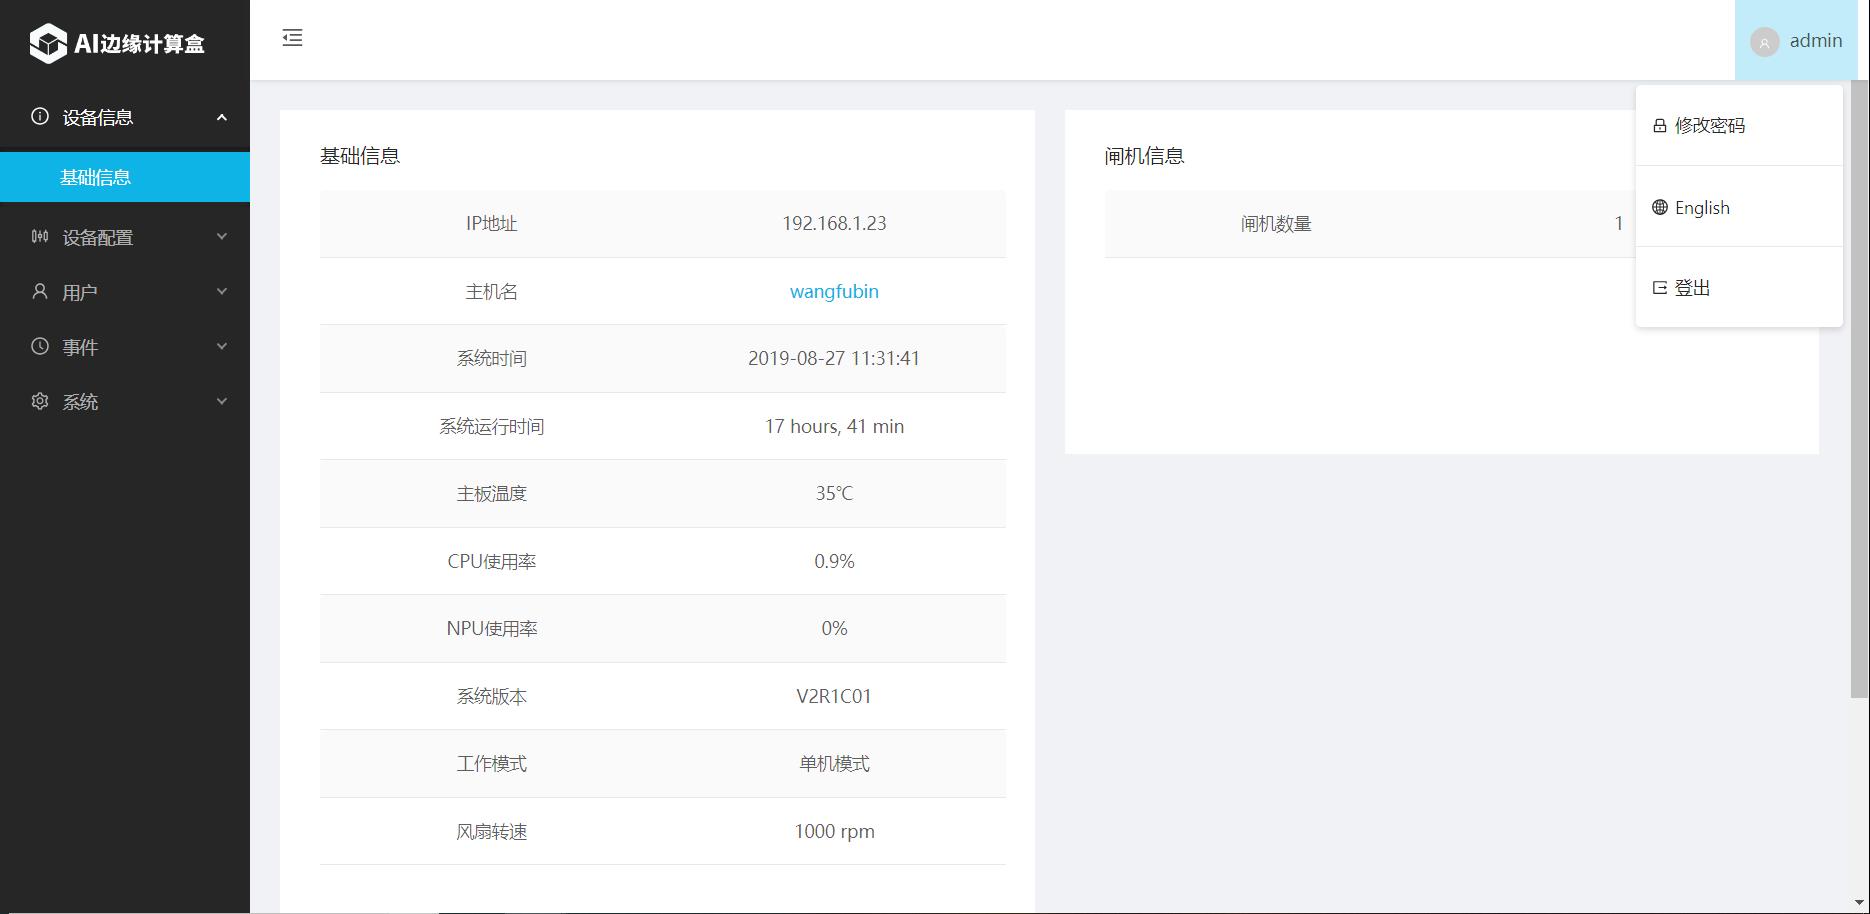 AI边缘计算盒
admin
设备信息
基础信息
设备配置
用户
事件
系统
基础信息
IP地址 192.168.1.23
主机名 wangfubin
系统时间 2019-08-27 11:31:41
系统运行时间 17 hours, 41 min
主板温度 35℃
CPU使用率 0.9%
NPU使用率 0%
系统版本 V2R1C01
工作模式 单机模式
风扇转速 1000 rpm
闸机信息
闸机数量 1
修改密码
English
登出